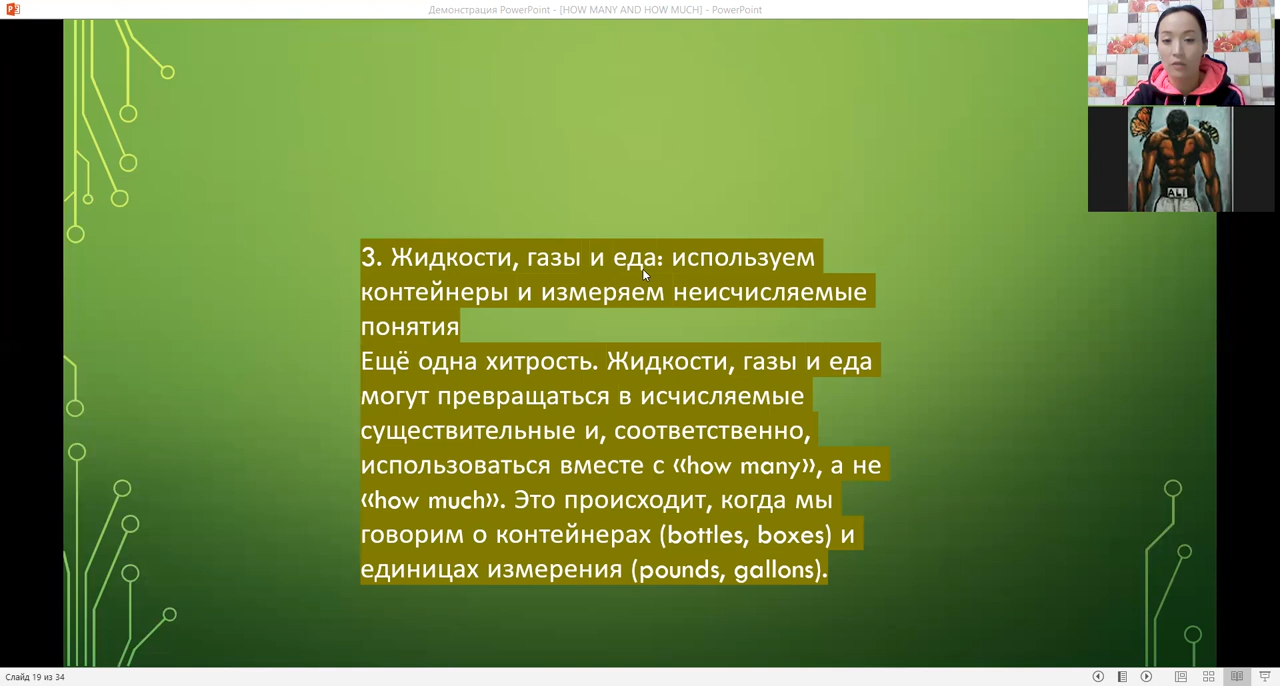 Демонстрация PowerPoint - [HOW MANY AND HOW MUCH] - PowerPoint
ALI
3. Жидкости, газы и еда: используем
контейнеры и измеряем неисчисляемые
понятия
Ещё одна хитрость. Жидкости, газы и еда
могут превращаться в исчисляемые
существительные и, соответственно,
использоваться вместе с «how many», а не
«how much». Это происходит, когда мы
говорим о контейнерах (bottles, boxes) и
единицах измерения (pounds, gallons).
Слайд 19 из 34